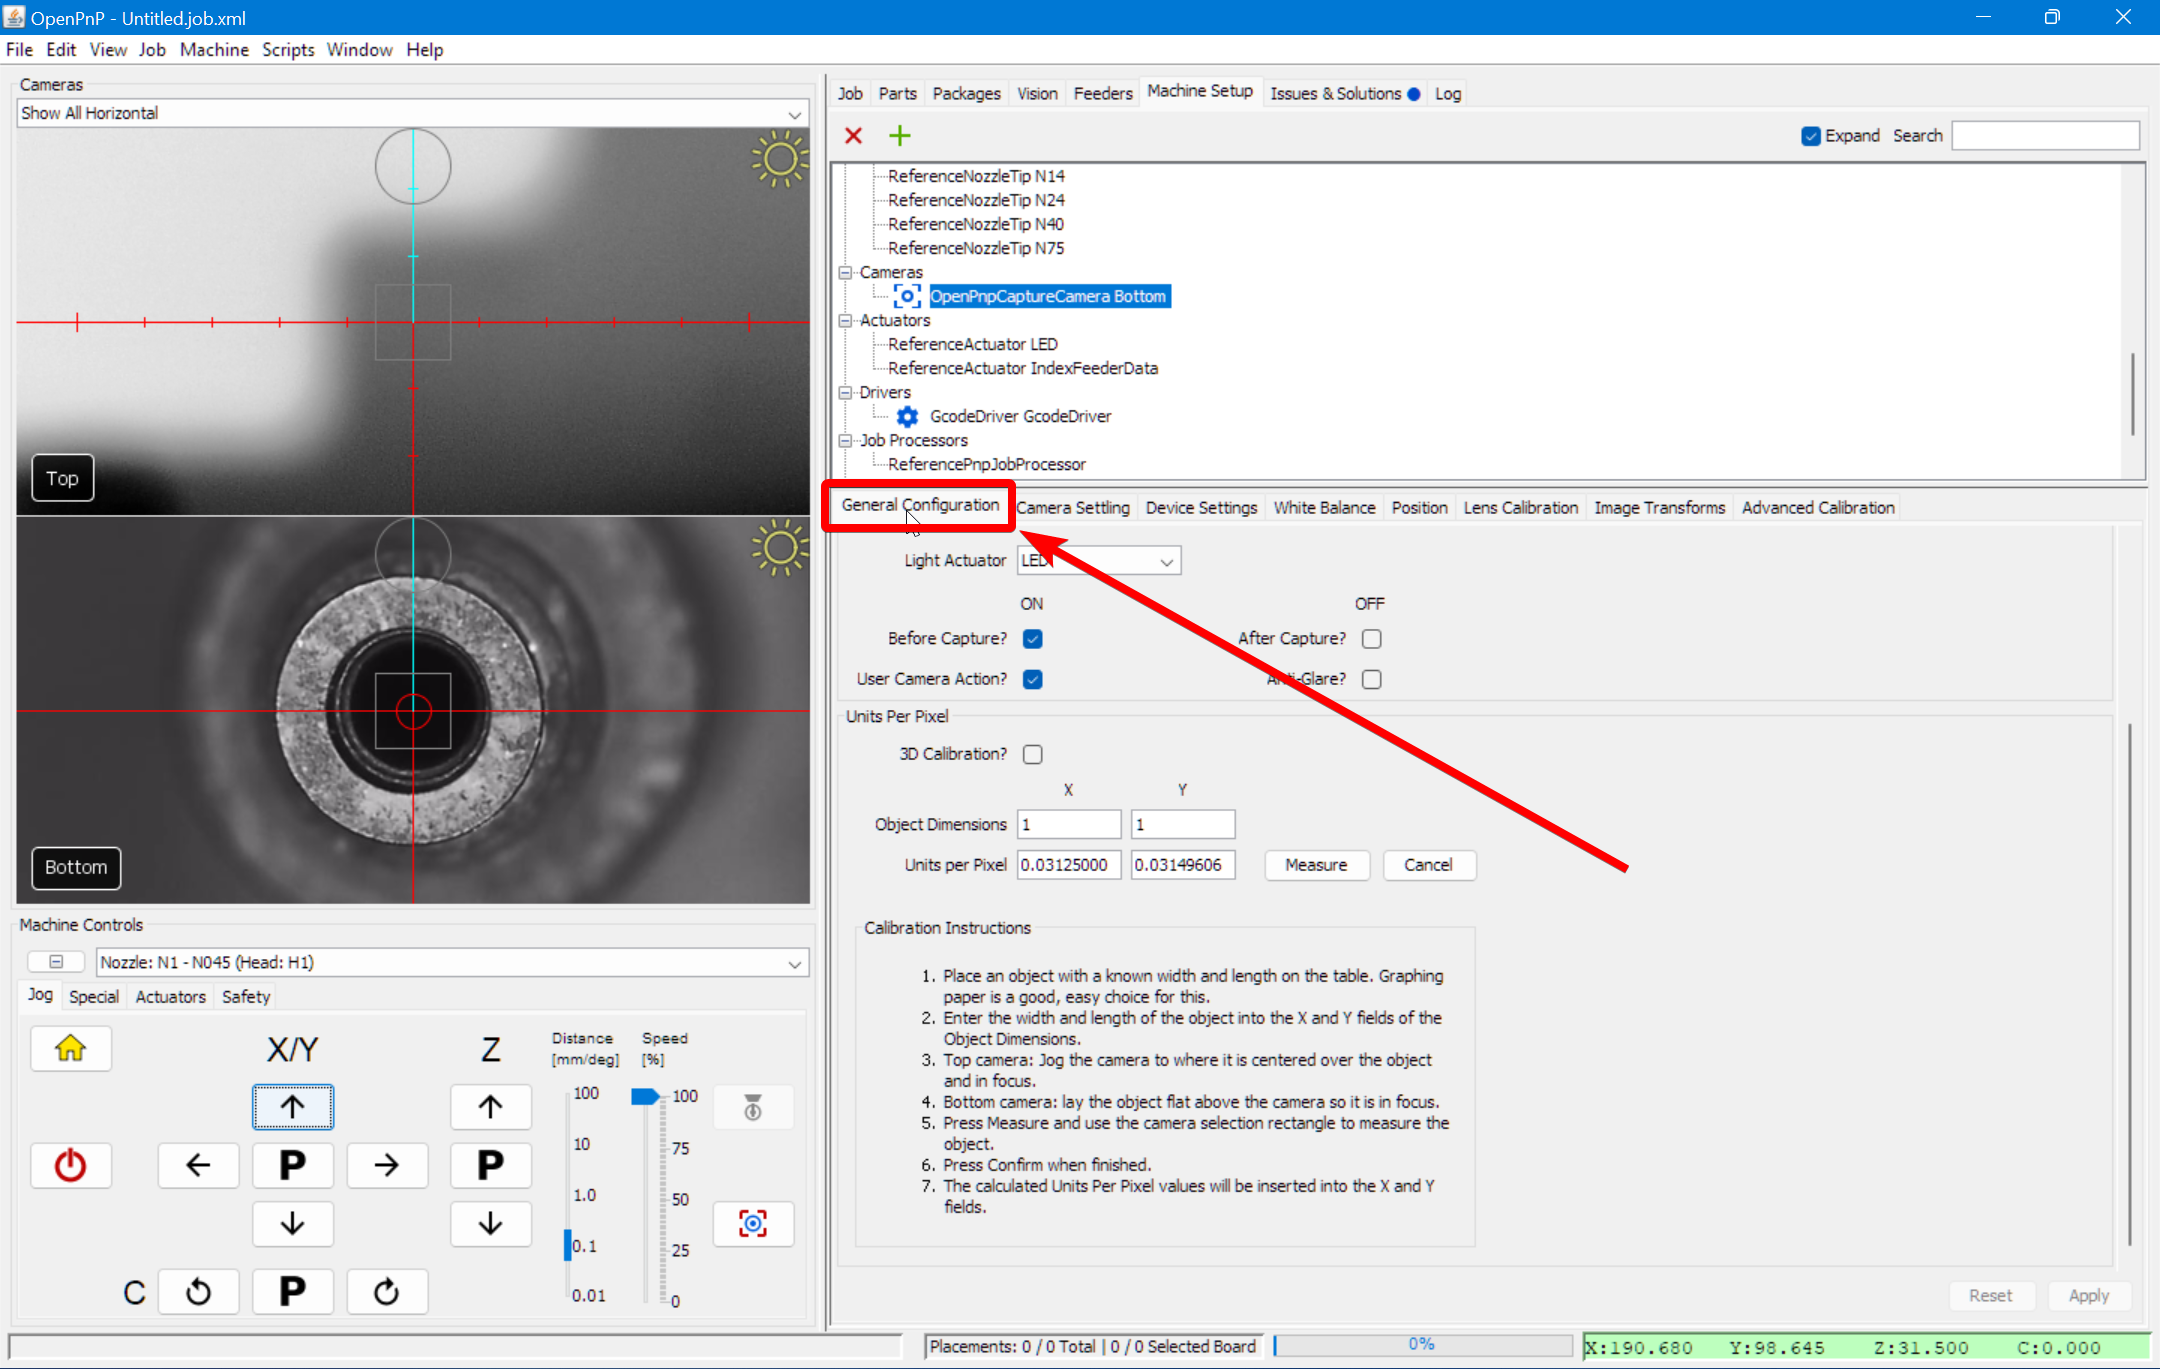 OpenPnP - Untitled.job.xml
File Edit View Job Machine Scripts Window Help
Cameras
Show All Horizontal
Top
Bottom
Machine Controls
Nozzle: N1 - N045 (Head: H1)
Jog Special Actuators Safety
X/Y Z
Distance [mm/deg]
Speed [%]
100
10
1.0
0.1
0.01
100
75
50
25
0
P P
C P
Job Parts Packages Vision Feeders Machine Setup Issues & Solutions Log
Expand Search
ReferenceNozzleTip N14
ReferenceNozzleTip N24
ReferenceNozzleTip N40
ReferenceNozzleTip N75
Cameras
OpenPnpCaptureCamera Bottom
Actuators
ReferenceActuator LED
ReferenceActuator IndexFeederData
Drivers
GcodeDriver GcodeDriver
Job Processors
ReferencePnpJobProcessor
General Configuration Camera Settling Device Settings White Balance Position Lens Calibration Image Transforms Advanced Calibration
Light Actuator LED
ON OFF
Before Capture? After Capture?
User Camera Action? Anti-Glare?
Units Per Pixel
3D Calibration?
X Y
Object Dimensions 1 1
Units per Pixel 0.03125000 0.03149606 Measure Cancel
Calibration Instructions
1. Place an object with a known width and length on the table. Graphing
paper is a good, easy choice for this.
2. Enter the width and length of the object into the X and Y fields of the
Object Dimensions.
3. Top camera: Jog the camera to where it is centered over the object
and in focus.
4. Bottom camera: lay the object flat above the camera so it is in focus.
5. Press Measure and use the camera selection rectangle to measure the
object.
6. Press Confirm when finished.
7. The calculated Units Per Pixel values will be inserted into the X and Y
fields.
Reset Apply
Placements: 0 / 0 Total | 0 / 0 Selected Board 0% X:190.680 Y:98.645 Z:31.500 C:0.000